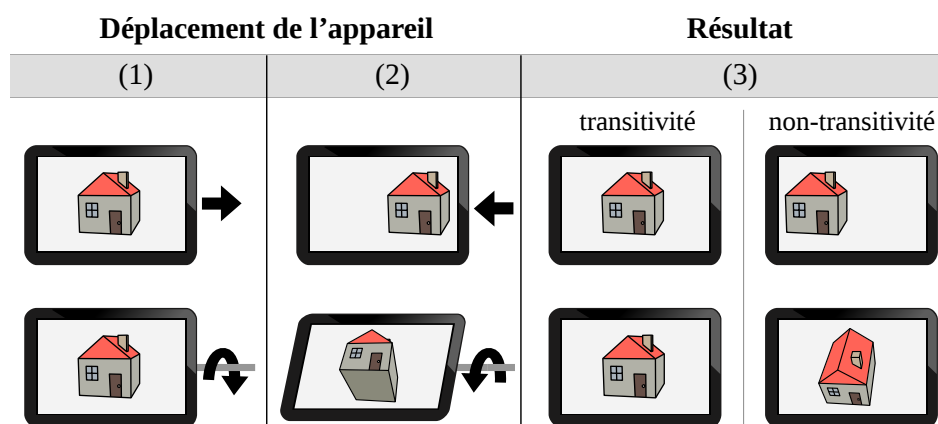 Déplacement de l’appareil Résultat
(1) (2) (3)
transitivité non-transitivité